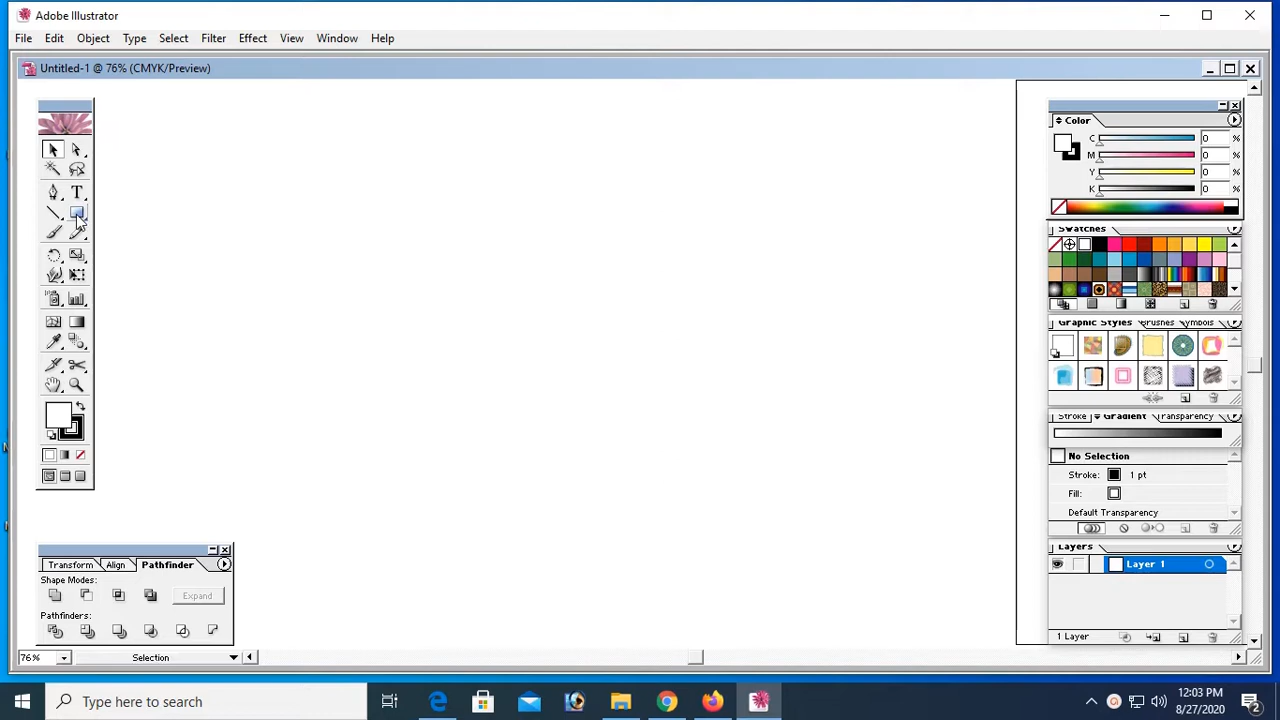 Adobe Illustrator
File Edit Object Type Select Filter Effect View Window Help
Untitled-1 @ 76% (CMYK/Preview)
Color
C 0 %
M 0 %
Y 0 %
K 0 %
Swatches
Graphic Styles Brushes Symbols
Stroke Gradient Transparency
No Selection
Stroke: 1 pt
Fill:
Default Transparency
Layers
Layer 1
1 Layer
T
Transform Align Pathfinder
Shape Modes:
Expand
Pathfinders:
76% Selection
Type here to search
12:03 PM
8/27/2020
2